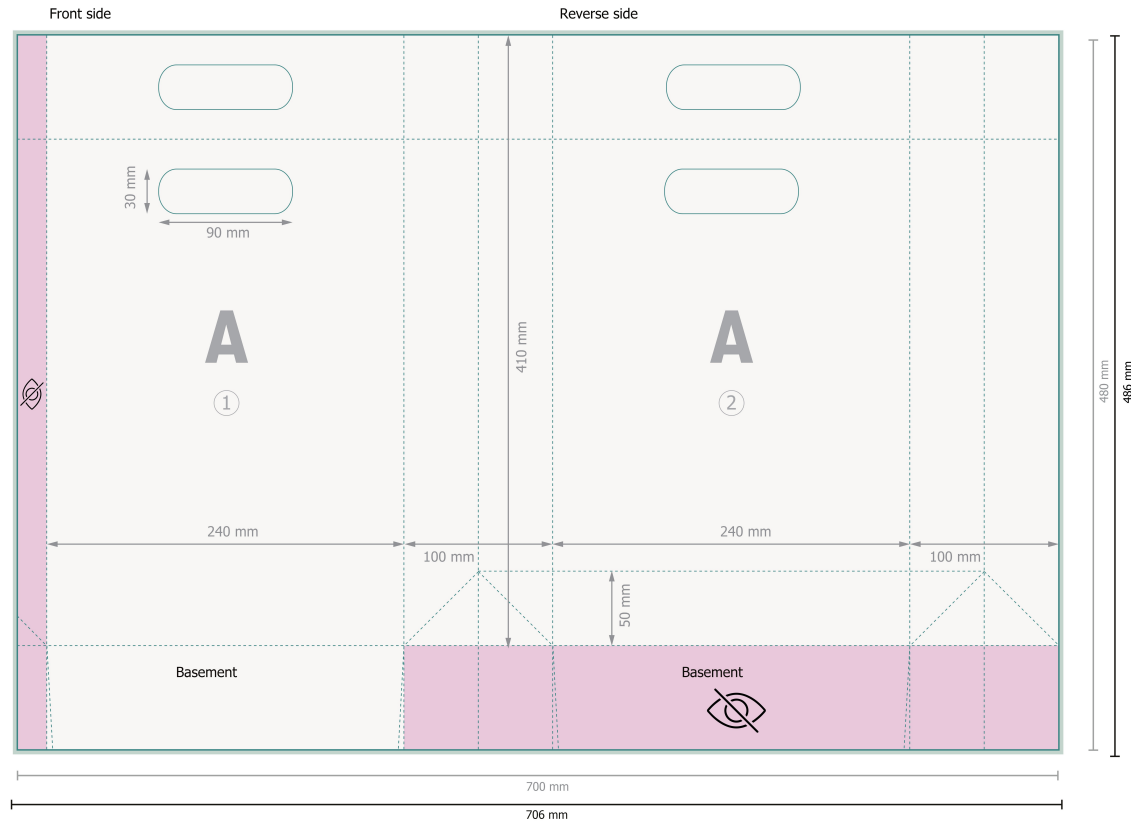 Front side
Reverse side
30 mm
90 mm
A
1
A
2
410 mm
480 mm
486 mm
240 mm
100 mm
240 mm
100 mm
50 mm
Basement
Basement
700 mm
706 mm